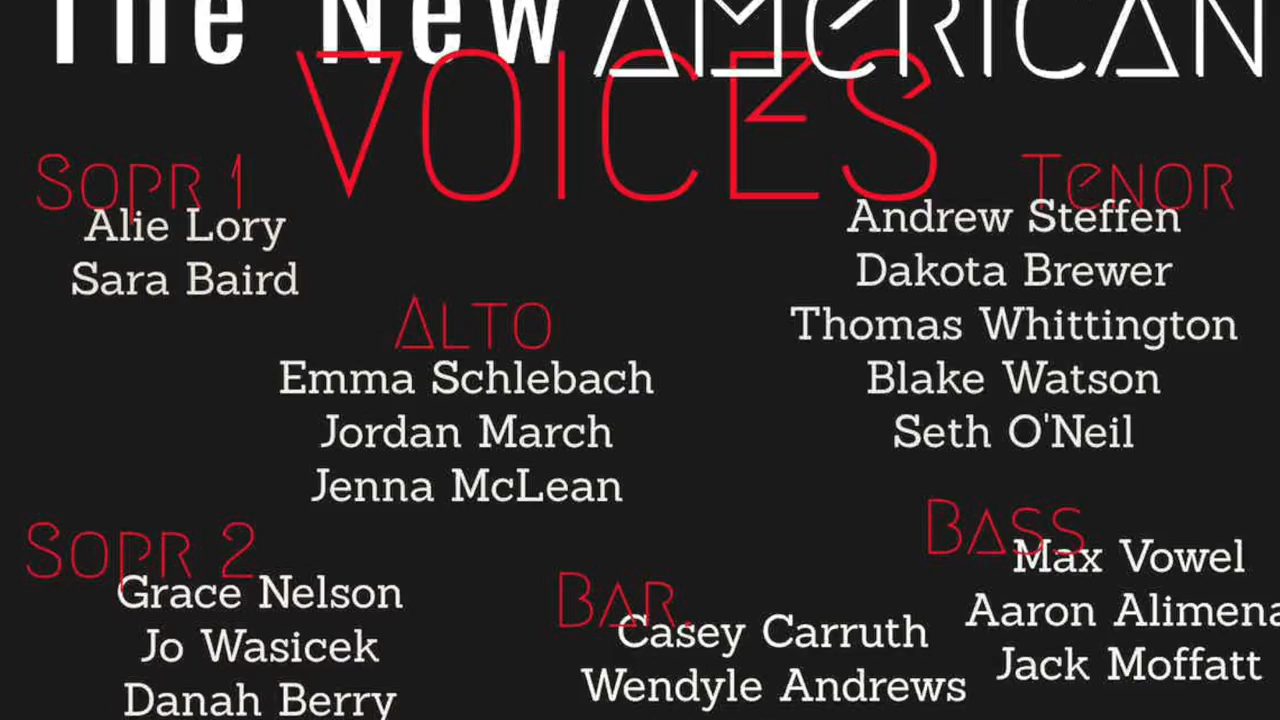 The New AMERICAN
VOICES
Sopr 1
Alie Lory
Sara Baird
Alto
Emma Schlebach
Jordan March
Jenna McLean
Sopr 2
Grace Nelson
Jo Wasicek
Danah Berry
Bar.
Casey Carruth
Wendyle Andrews
Tenor
Andrew Steffen
Dakota Brewer
Thomas Whittington
Blake Watson
Seth O'Neil
Bass
Max Vowel
Aaron Alimena
Jack Moffatt